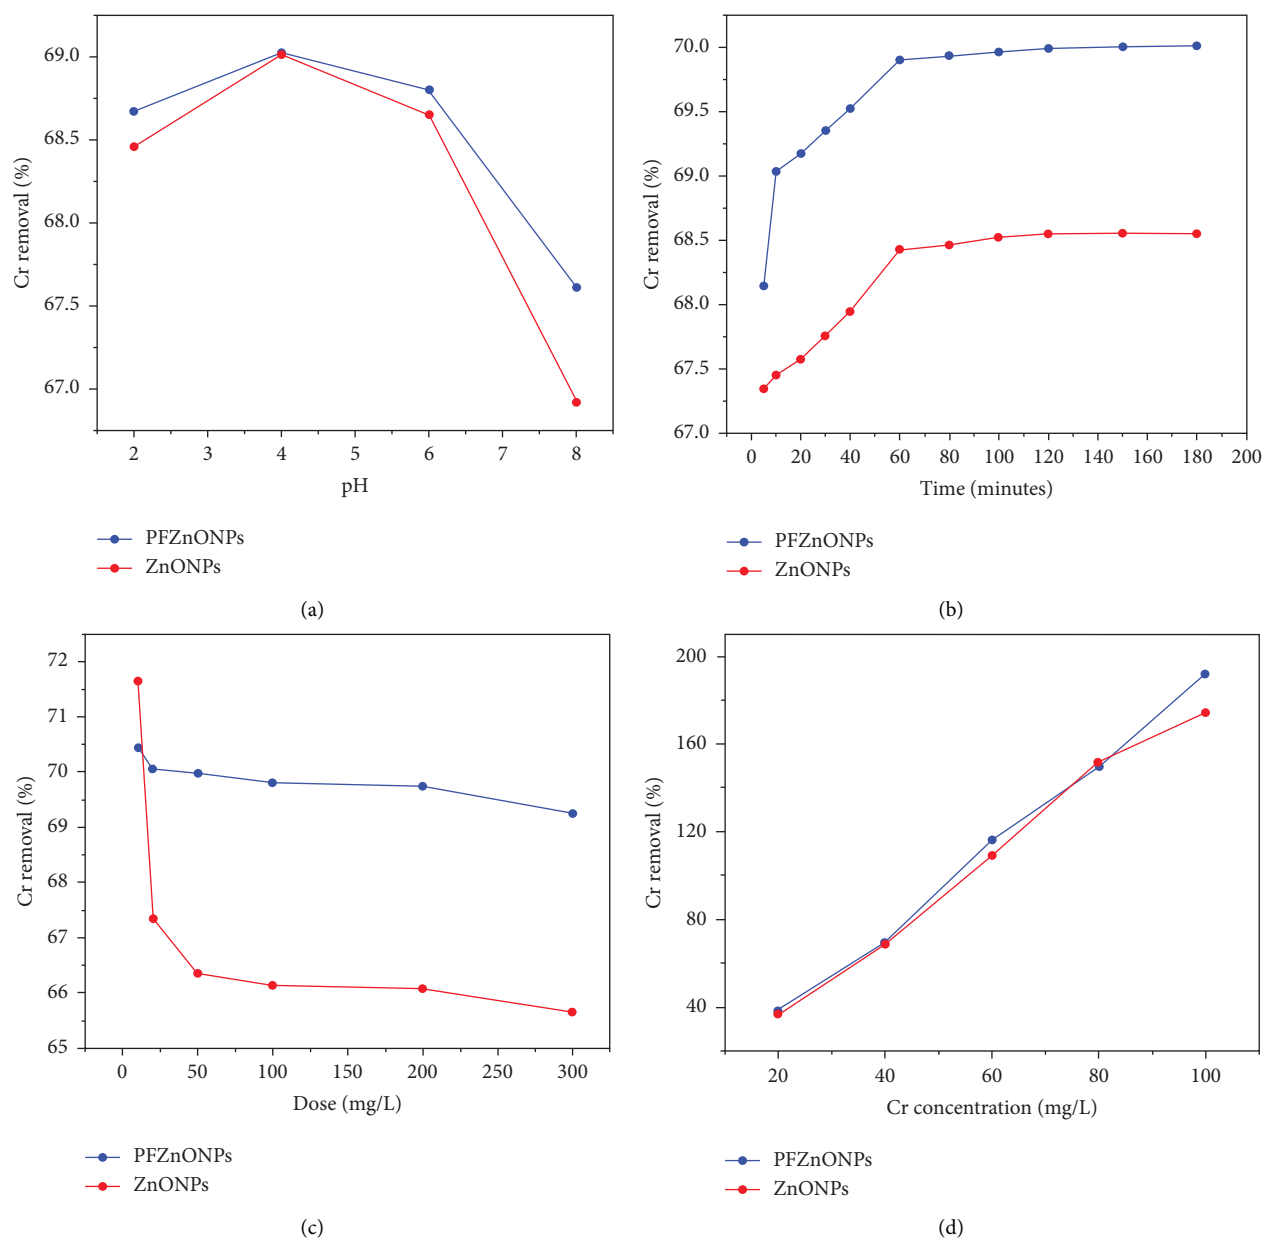 69.0
68.5
68.0
67.5
67.0
Cr removal (%)
2 3 4 5 6 7 8
pH
PFZnONPs
ZnONPs
(a)
70.0
69.5
69.0
68.5
68.0
67.5
67.0
Cr removal (%)
0 20 40 60 80 100 120 140 160 180 200
Time (minutes)
PFZnONPs
ZnONPs
(b)
72
71
70
69
68
67
66
65
Cr removal (%)
0 50 100 150 200 250 300
Dose (mg/L)
PFZnONPs
ZnONPs
(c)
200
160
120
80
40
Cr removal (%)
20 40 60 80 100
Cr concentration (mg/L)
PFZnONPs
ZnONPs
(d)